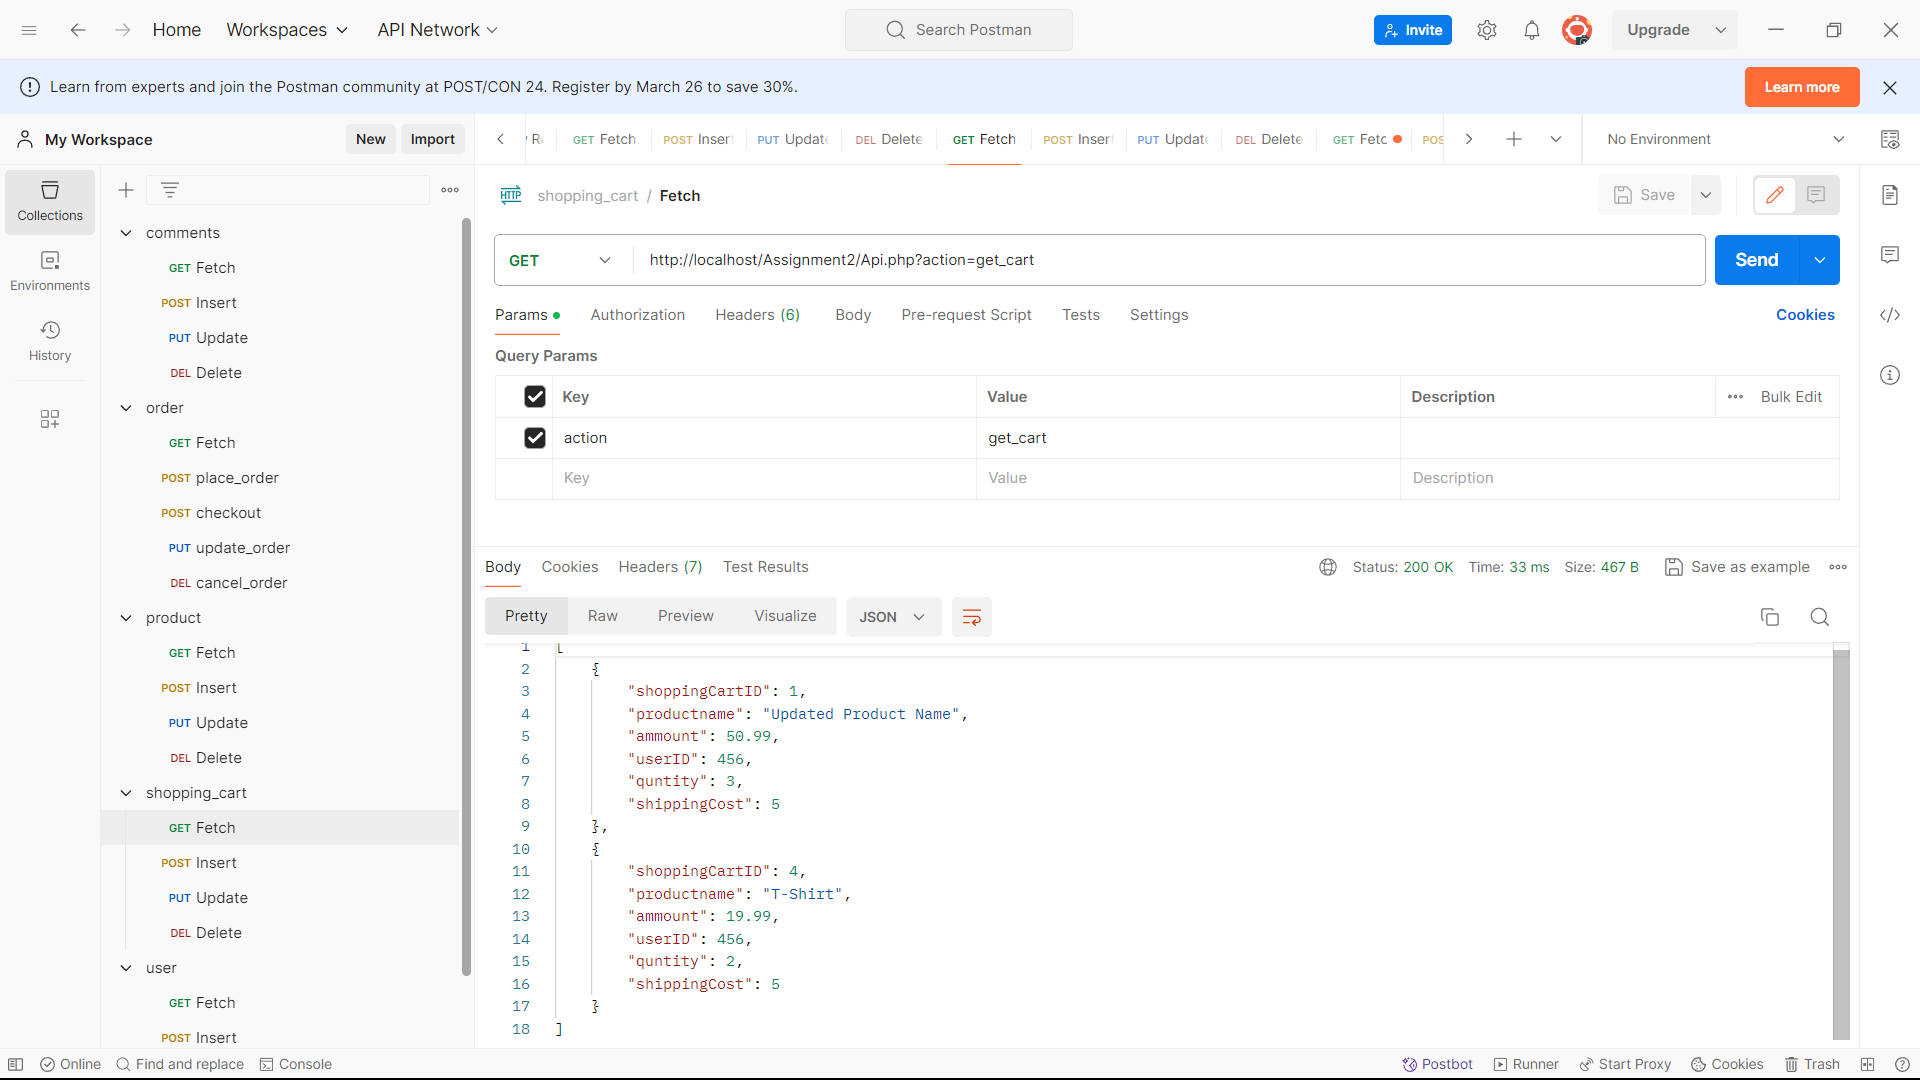 Home Workspaces API Network Search Postman Invite Upgrade
Learn from experts and join the Postman community at POST/CON 24. Register by March 26 to save 30%. Learn more
My Workspace New Import
GET Fetch POST Inser PUT Updat DEL Delete GET Fetch POST Inser PUT Updat DEL Delete GET Fetc POS No Environment
Collections
Environments
History
comments
GET Fetch
POST Insert
PUT Update
DEL Delete
order
GET Fetch
POST place_order
POST checkout
PUT update_order
DEL cancel_order
product
GET Fetch
POST Insert
PUT Update
DEL Delete
shopping_cart
GET Fetch
POST Insert
PUT Update
DEL Delete
user
GET Fetch
POST Insert
HTTP shopping_cart / Fetch Save
GET http://localhost/Assignment2/Api.php?action=get_cart Send
Params Authorization Headers (6) Body Pre-request Script Tests Settings Cookies
Query Params
Key Value Description Bulk Edit
action get_cart
Key Value Description
Body Cookies Headers (7) Test Results Status: 200 OK Time: 33 ms Size: 467 B Save as example
Pretty Raw Preview Visualize JSON
1 [
2 {
3 "shoppingCartID": 1,
4 "productname": "Updated Product Name",
5 "ammount": 50.99,
6 "userID": 456,
7 "quntity": 3,
8 "shippingCost": 5
9 },
10 {
11 "shoppingCartID": 4,
12 "productname": "T-Shirt",
13 "ammount": 19.99,
14 "userID": 456,
15 "quntity": 2,
16 "shippingCost": 5
17 }
18 ]
Online Find and replace Console Postbot Runner Start Proxy Cookies Trash